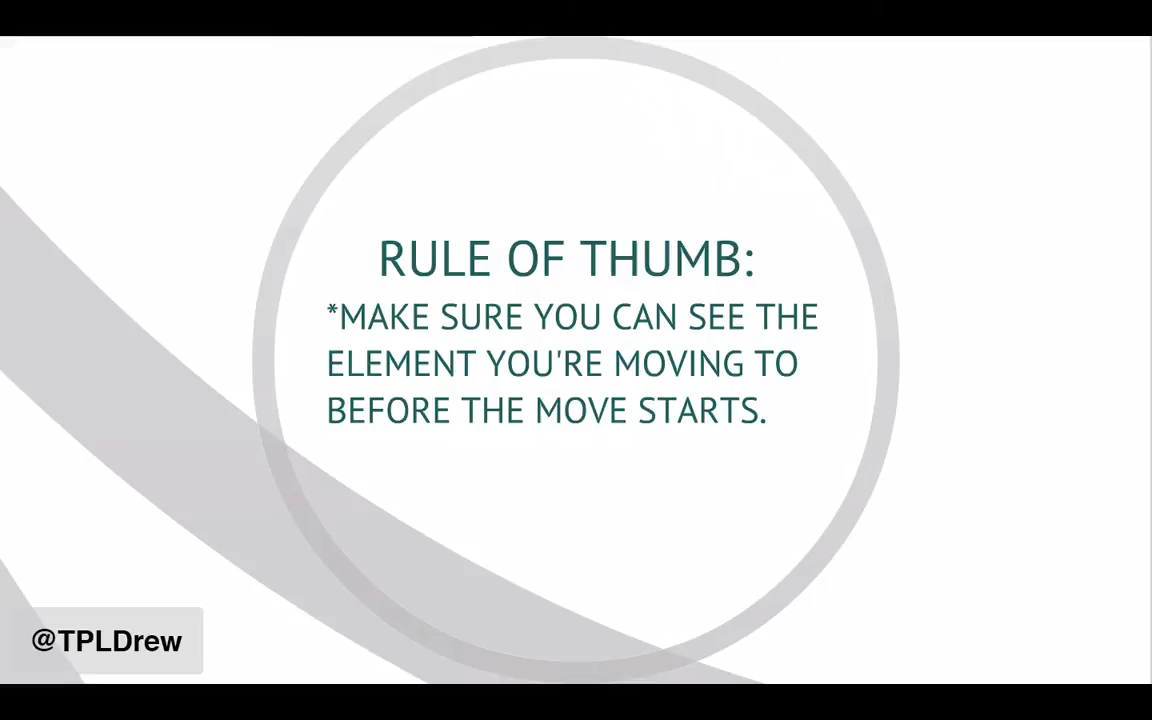 RULE OF THUMB:
*MAKE SURE YOU CAN SEE THE
ELEMENT YOU'RE MOVING TO
BEFORE THE MOVE STARTS.
@TPLDrew